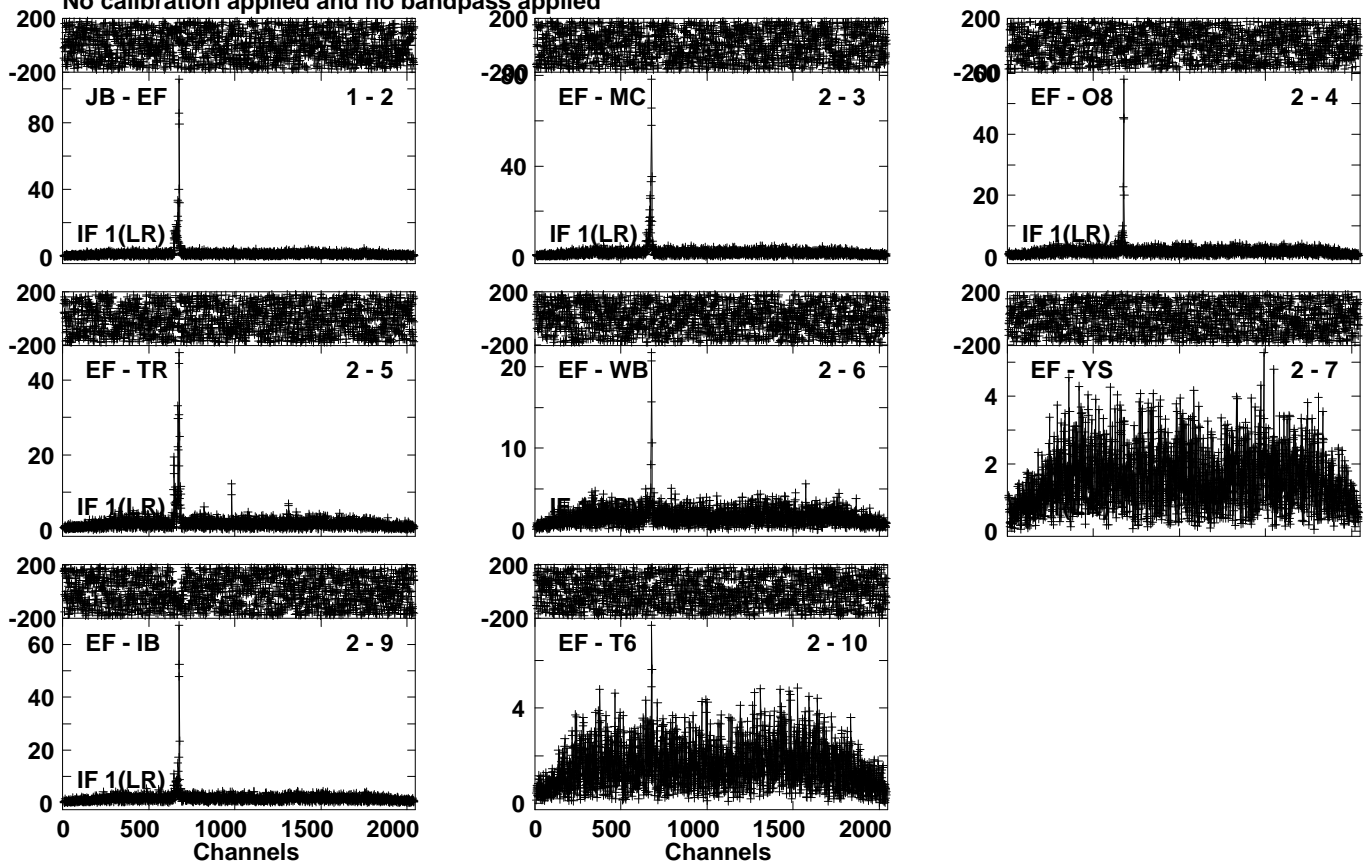 No calibration applied and no bandpass applied
200
-200
JB - EF 1 - 2
80
40
0
IF 1(LR)
-200
80
EF - MC 2 - 3
40
0
IF 1(LR)
-200
60
EF - O8 2 - 4
40
20
0
IF 1(LR)
200
-200
EF - TR 2 - 5
40
20
0
IF 1(LR)
200
-200
EF - WB 2 - 6
20
10
0
IF
200
-200
EF - YS 2 - 7
4
2
0
200
-200
EF - IB 2 - 9
60
40
20
0
IF 1(LR)
0 500 1000 1500 2000
Channels
200
-200
EF - T6 2 - 10
4
0
0 500 1000 1500 2000
Channels